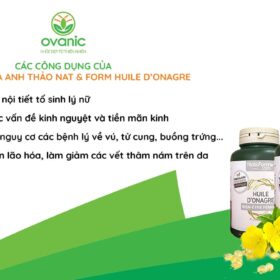 ovanic
CÁC CÔNG DỤNG CỦA
ANH THẢO NAT & FORM HUILE D'ONAGRE
nội tiết tố sinh lý nữ
vấn đề kinh nguyệt và tiền mãn kinh
nguy cơ các bệnh lý về vú, tử cung, buồng trứng...
lão hóa, làm giảm các vết thâm nám trên da
HUILE
D'ONAGRE